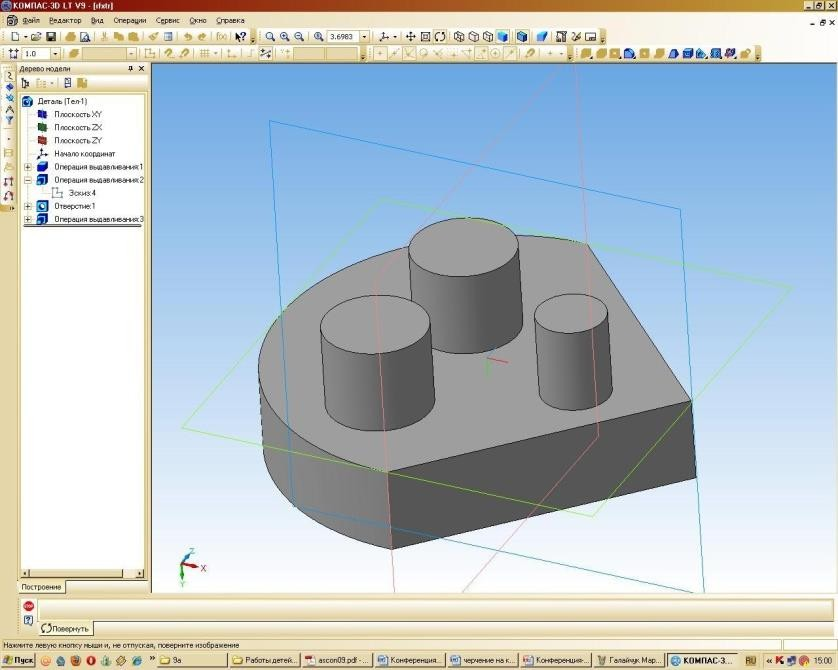 КОМПАС-3D LT V9 - [rfxtr]
Файл Редактор Вид Операции Сервис Окно Справка
3.6983
1.0
Дерево модели
Деталь (Тел-1)
Плоскость XY
Плоскость ZX
Плоскость ZY
Начало координат
Операция выдавливания:1
Операция выдавливания:2
Эскиз:4
Отверстие:1
Операция выдавливания:3
Z
X
Y
Построение
STOP
Повернуть
Нажмите левую кнопку мыши и, не отпуская, поверните изображение
Пуск 9а Работы детей... ascon09.pdf - ... Конференция... черчение на к... Конференция-... Галайчук Мар... КОМПАС-3... RU 15:01